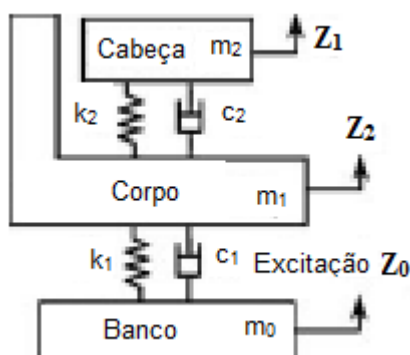 Cabeça m2 Z1
k2 c2
Z2
Corpo
m1
k1 c1 Excitação Z0
Banco m0